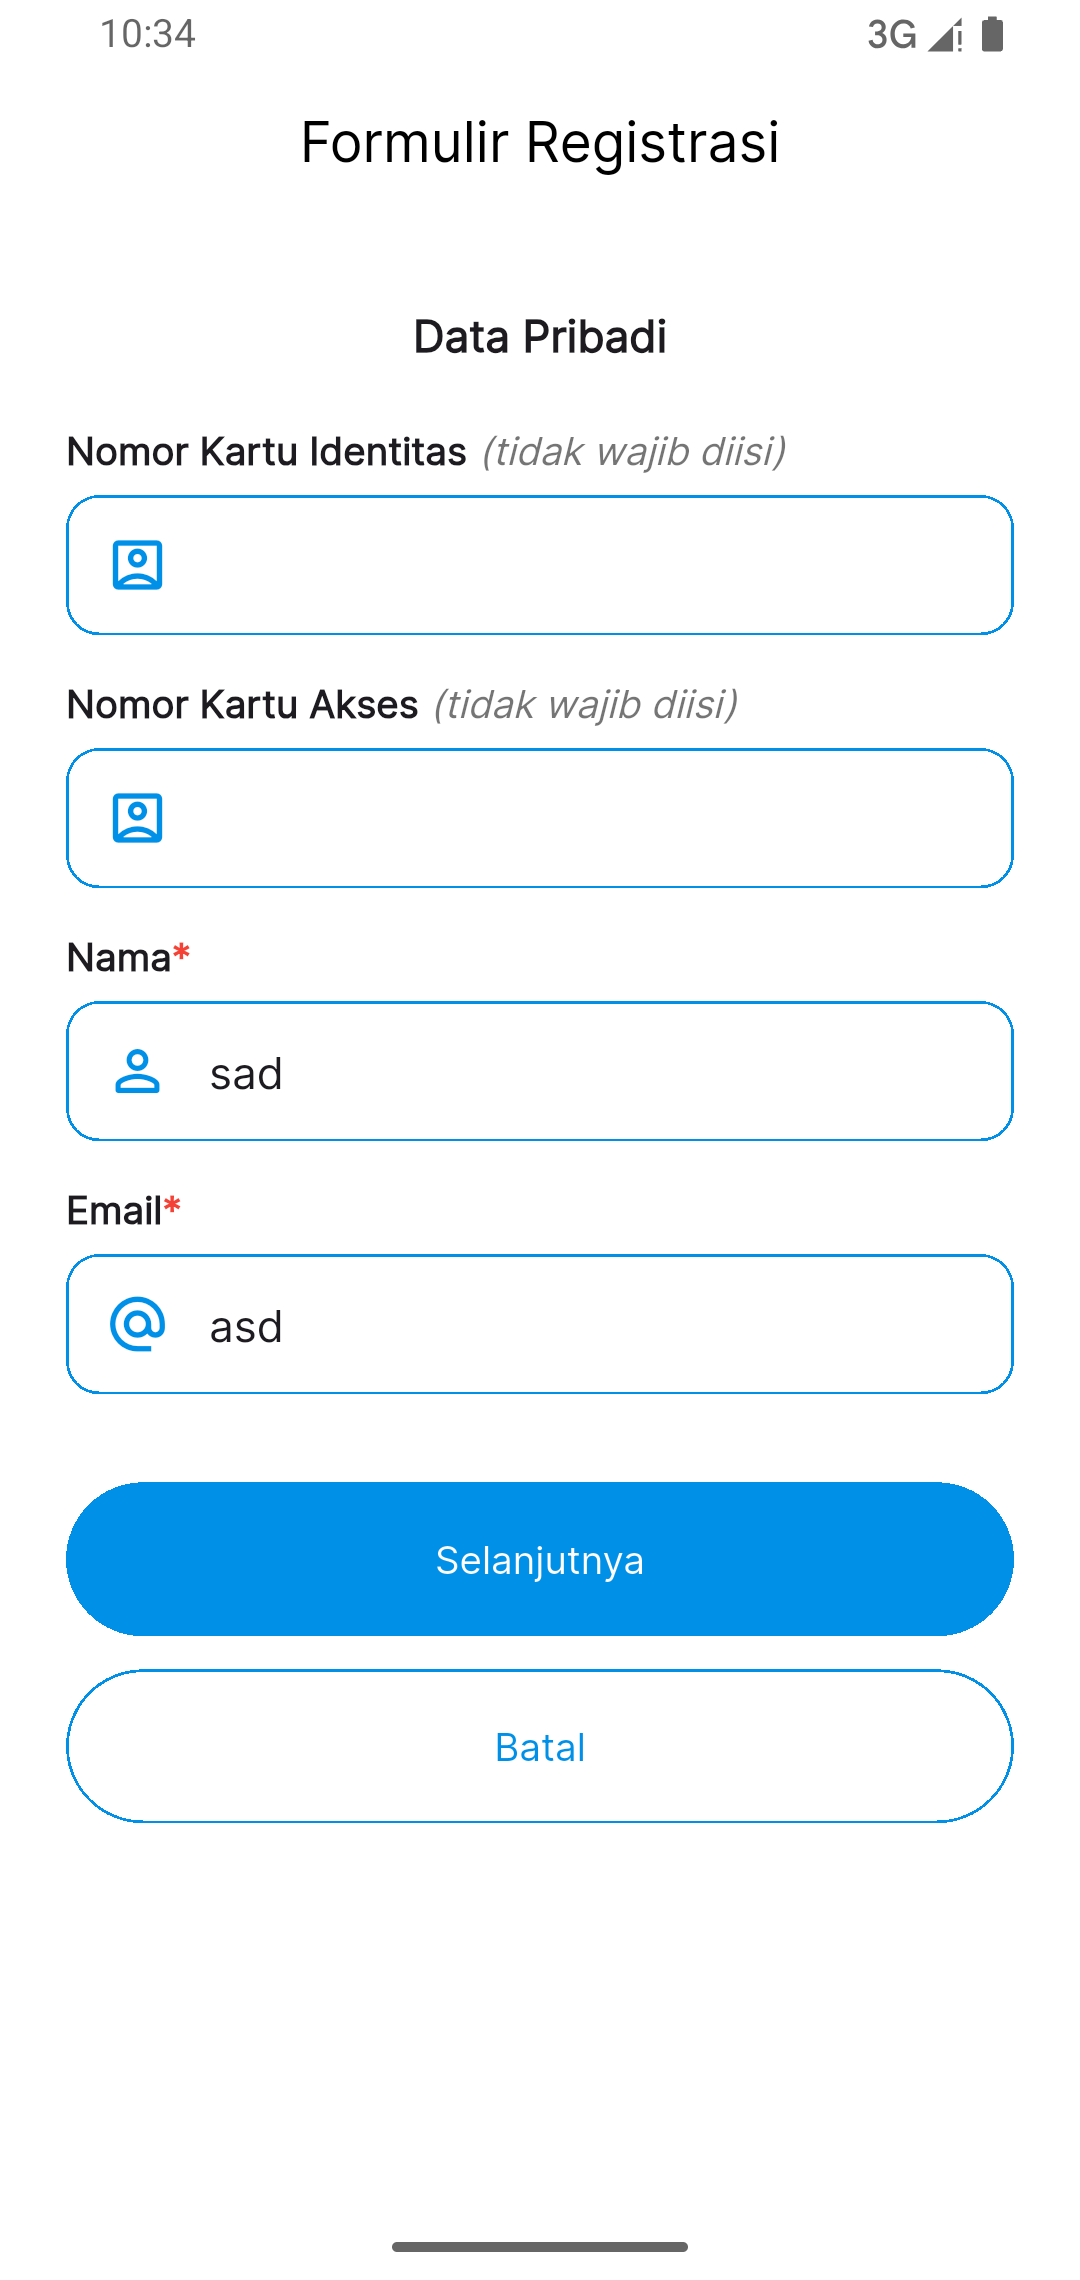 10:34
3G
Formulir Registrasi
Data Pribadi
Nomor Kartu Identitas (tidak wajib diisi)
Nomor Kartu Akses (tidak wajib diisi)
Nama*
sad
Email*
asd
Selanjutnya
Batal